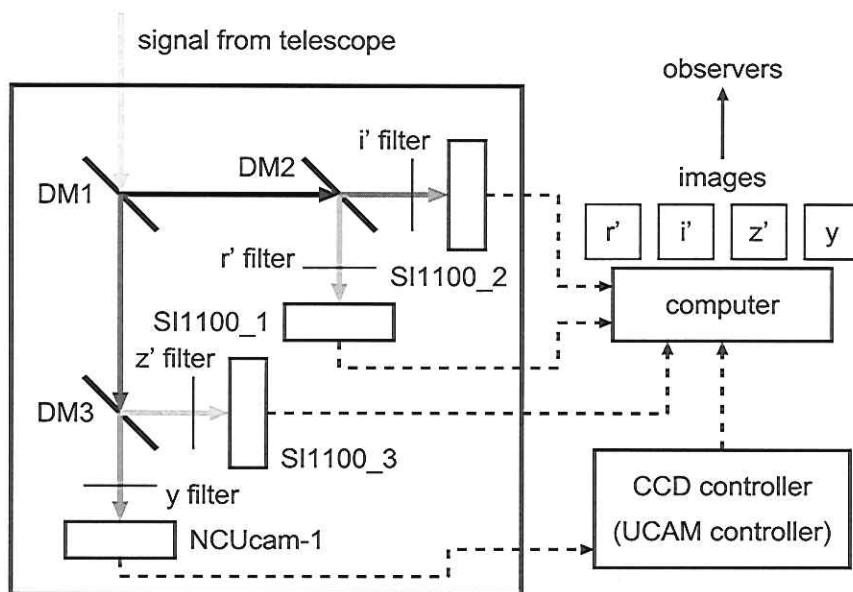 signal from telescope
observers
i' filter
DM2
images
DM1
r'
i'
z'
y
r' filter
SI1100_2
computer
SI1100_1
z' filter
DM3
SI1100_3
CCD controller
(UCAM controller)
y filter
NCUcam-1